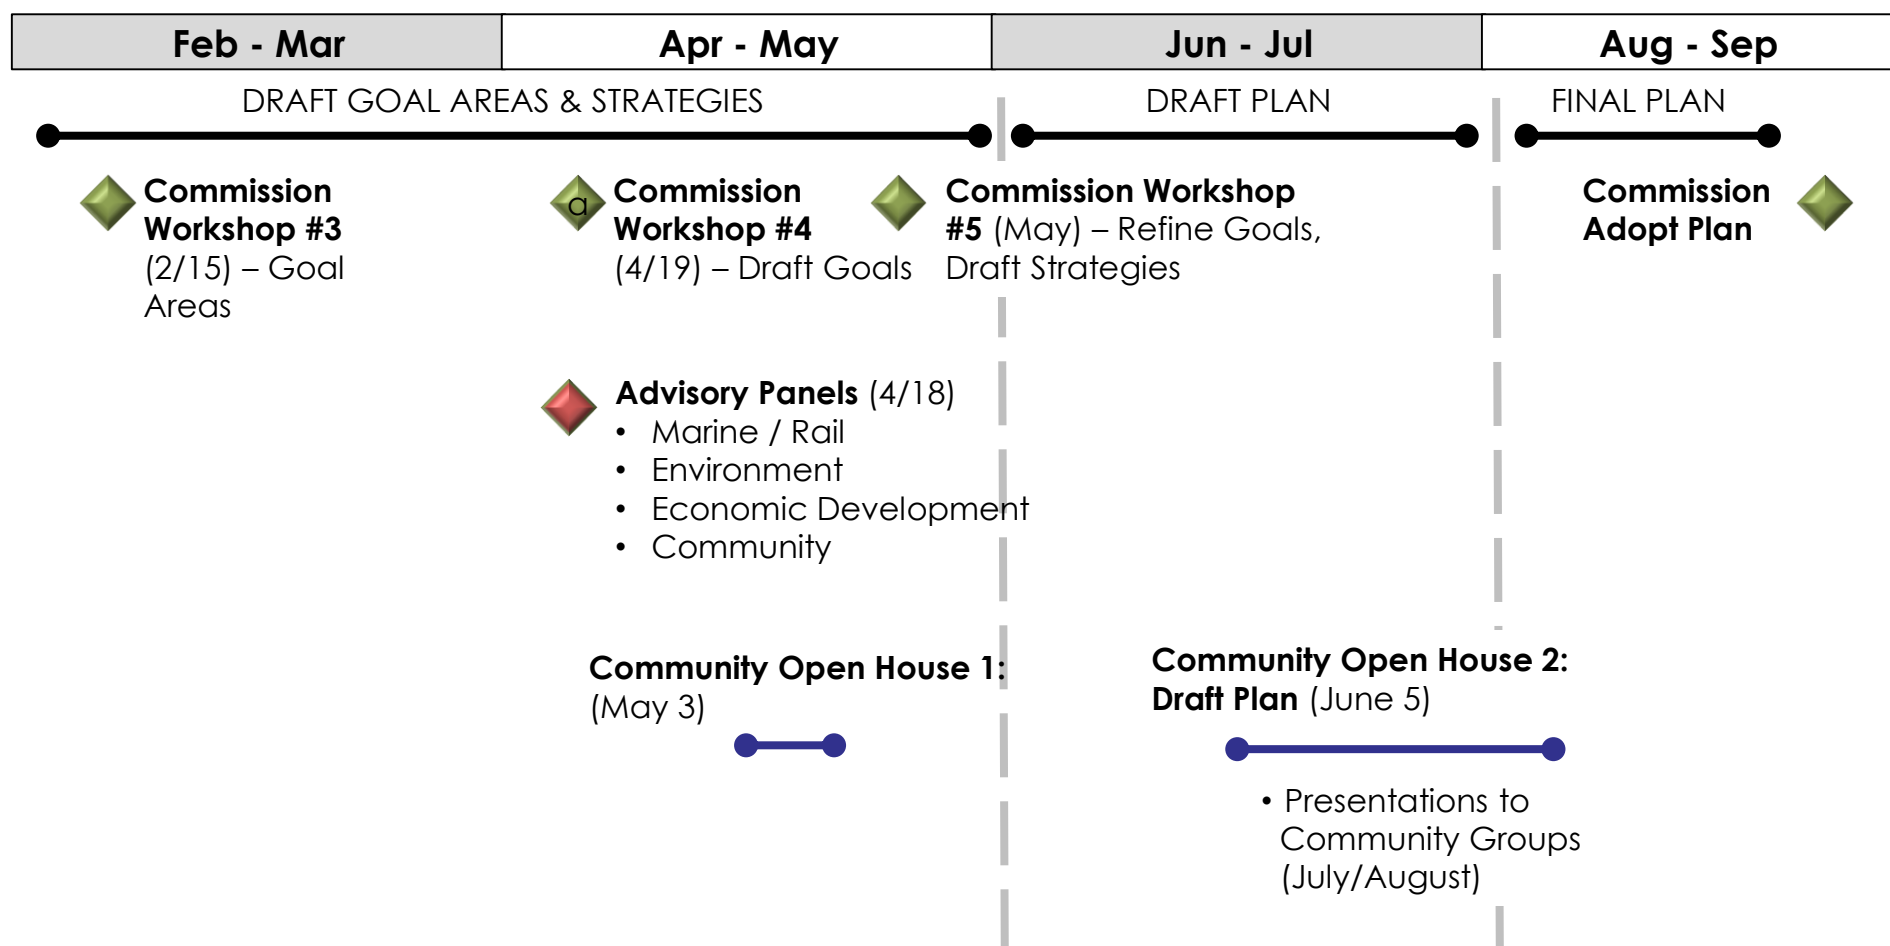 Feb - Mar
Apr - May
Jun - Jul
Aug - Sep
DRAFT GOAL AREAS & STRATEGIES
DRAFT PLAN
FINAL PLAN
Commission
Workshop #3
(2/15) – Goal
Areas
a
Commission
Workshop #4
(4/19) – Draft Goals
Commission Workshop
#5 (May) – Refine Goals,
Draft Strategies
Commission
Adopt Plan
Advisory Panels (4/18)
• Marine / Rail
• Environment
• Economic Development
• Community
Community Open House 1:
(May 3)
Community Open House 2:
Draft Plan (June 5)
• Presentations to
Community Groups
(July/August)